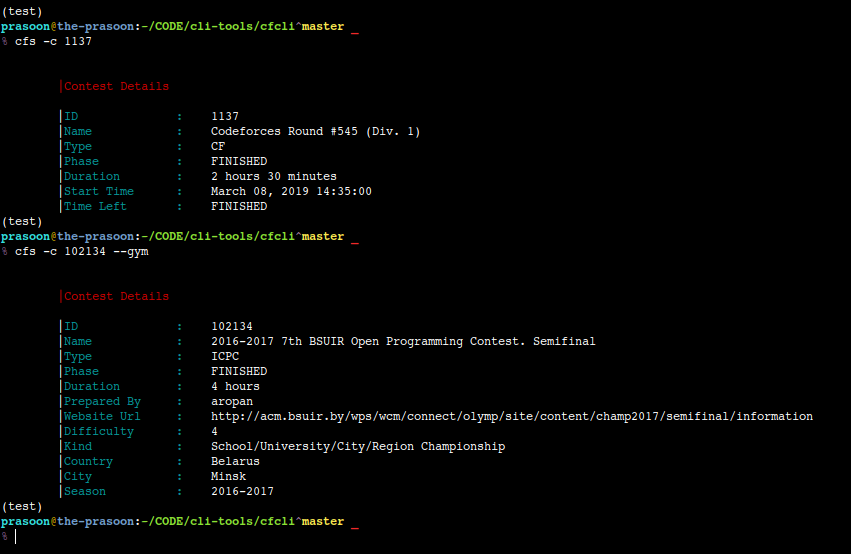 (test)
prasoon@the-prasoon:~/CODE/cli-tools/cfcli^master _
% cfs -c 1137
|Contest Details
|ID : 1137
|Name : Codeforces Round #545 (Div. 1)
|Type : CF
|Phase : FINISHED
|Duration : 2 hours 30 minutes
|Start Time : March 08, 2019 14:35:00
|Time Left : FINISHED
(test)
prasoon@the-prasoon:~/CODE/cli-tools/cfcli^master _
% cfs -c 102134 --gym
|Contest Details
|ID : 102134
|Name : 2016-2017 7th BSUIR Open Programming Contest. Semifinal
|Type : ICPC
|Phase : FINISHED
|Duration : 4 hours
|Prepared By : aropan
|Website Url : http://acm.bsuir.by/wps/wcm/connect/olymp/site/content/champ2017/semifinal/information
|Difficulty : 4
|Kind : School/University/City/Region Championship
|Country : Belarus
|City : Minsk
|Season : 2016-2017
(test)
prasoon@the-prasoon:~/CODE/cli-tools/cfcli^master _
%